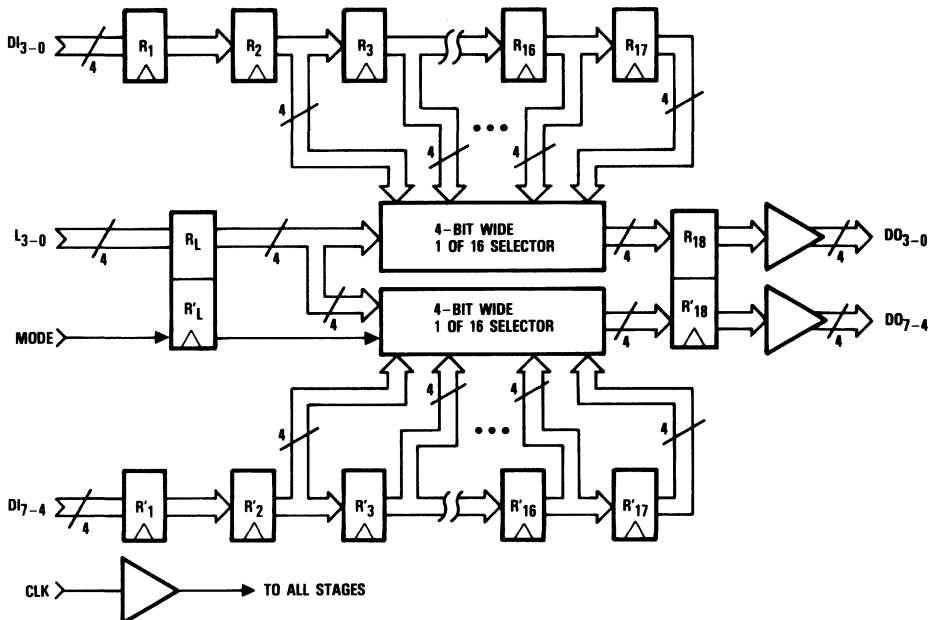 DI3-0
4
R1
R2
R3
R16
R17
4
4
4
4
L3-0
4
RL
4
4-BIT WIDE
1 OF 16 SELECTOR
4
R18
4
DO3-0
R'L
4
4-BIT WIDE
1 OF 16 SELECTOR
4
R'18
4
DO7-4
MODE
4
4
4
4
DI7-4
4
R'1
R'2
R'3
R'16
R'17
CLK
TO ALL STAGES